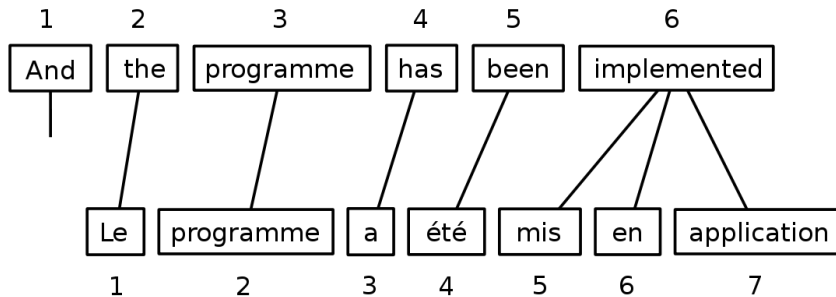 1 2 3 4 5 6
And the programme has been implemented
Le programme a été mis en application
1 2 3 4 5 6 7